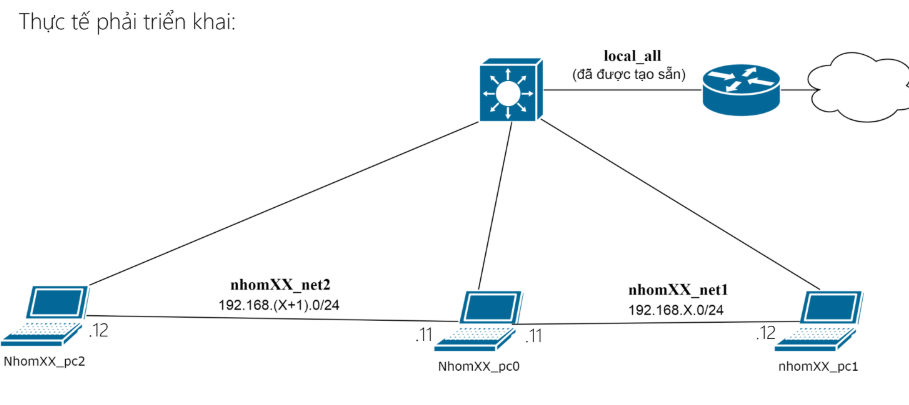 Thực tế phải triển khai:
local_all
(đã được tạo sẵn)
nhomXX_net2
192.168.(X+1).0/24
nhomXX_net1
192.168.X.0/24
.12
.11
.11
.12
NhomXX_pc2
NhomXX_pc0
nhomXX_pc1